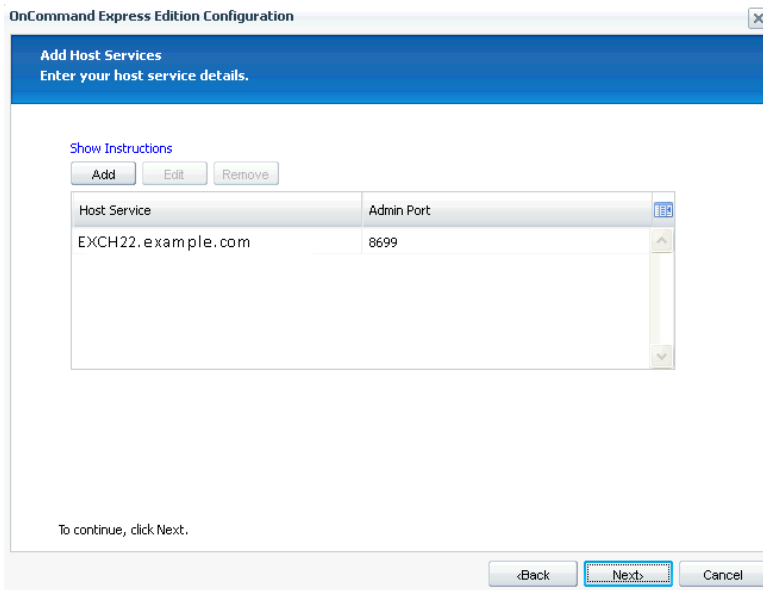 OnCommand Express Edition Configuration
Add Host Services
Enter your host service details.
Show Instructions
Add Edit Remove
Host Service Admin Port
EXCH22.example.com 8699
To continue, click Next.
‹Back Next› Cancel